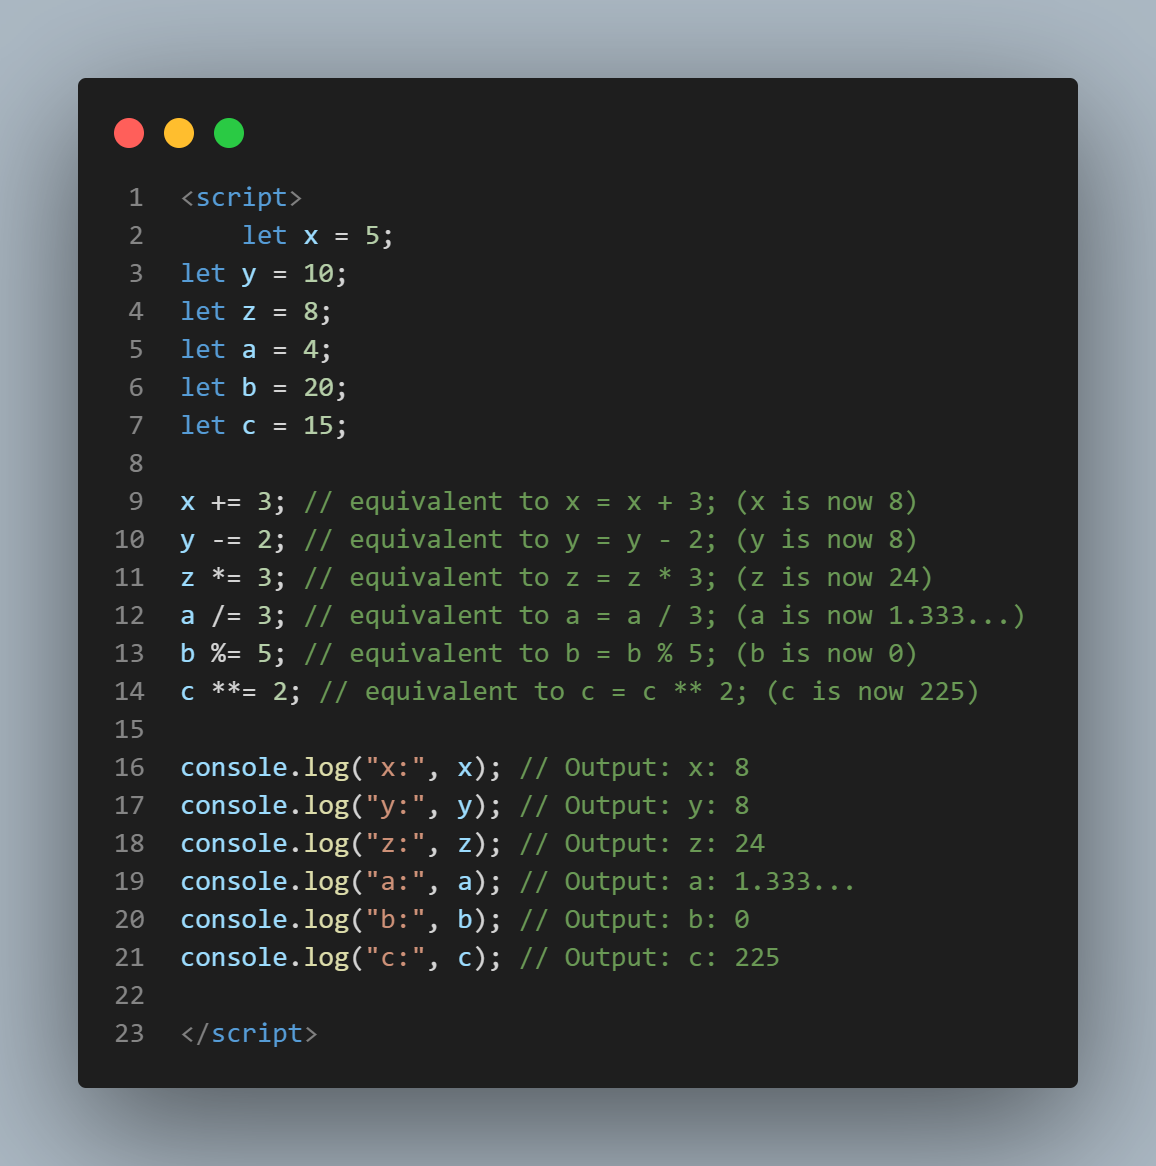 1 <script>
2     let x = 5;
3 let y = 10;
4 let z = 8;
5 let a = 4;
6 let b = 20;
7 let c = 15;
8
9 x += 3; // equivalent to x = x + 3; (x is now 8)
10 y -= 2; // equivalent to y = y - 2; (y is now 8)
11 z *= 3; // equivalent to z = z * 3; (z is now 24)
12 a /= 3; // equivalent to a = a / 3; (a is now 1.333...)
13 b %= 5; // equivalent to b = b % 5; (b is now 0)
14 c **= 2; // equivalent to c = c ** 2; (c is now 225)
15
16 console.log("x:", x); // Output: x: 8
17 console.log("y:", y); // Output: y: 8
18 console.log("z:", z); // Output: z: 24
19 console.log("a:", a); // Output: a: 1.333...
20 console.log("b:", b); // Output: b: 0
21 console.log("c:", c); // Output: c: 225
22
23 </script>